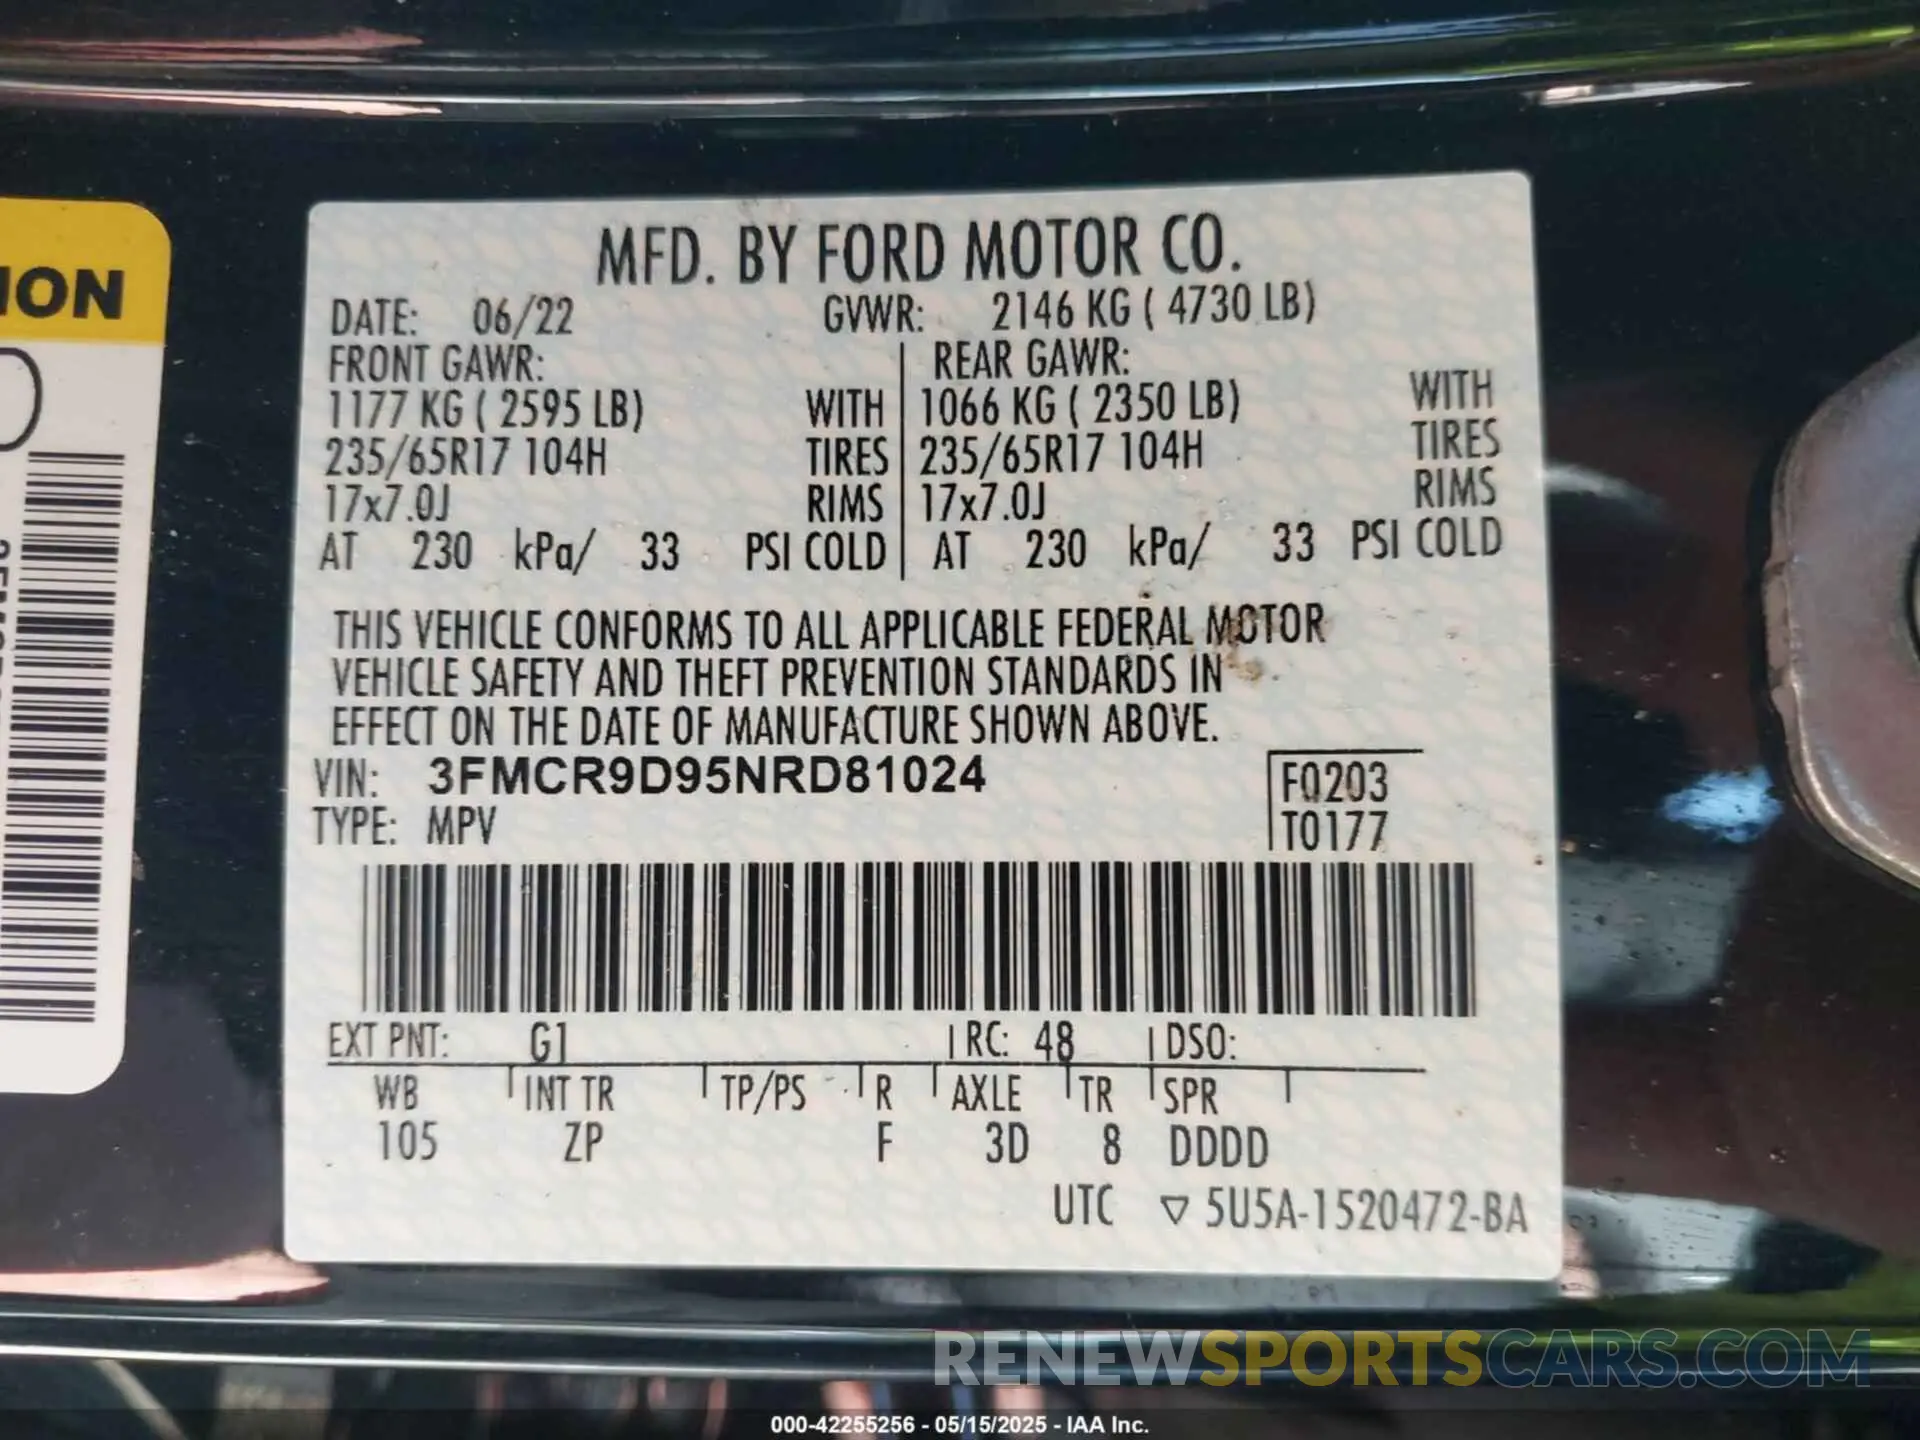 ION
MFD. BY FORD MOTOR CO.
DATE: 06/22 GVWR: 2146 KG ( 4730 LB)
FRONT GAWR: REAR GAWR:
1177 KG ( 2595 LB) WITH 1066 KG ( 2350 LB) WITH
235/65R17 104H TIRES 235/65R17 104H TIRES
17x7.0J RIMS 17x7.0J RIMS
AT 230 kPa/ 33 PSI COLD AT 230 kPa/ 33 PSI COLD
THIS VEHICLE CONFORMS TO ALL APPLICABLE FEDERAL MOTOR
VEHICLE SAFETY AND THEFT PREVENTION STANDARDS IN
EFFECT ON THE DATE OF MANUFACTURE SHOWN ABOVE.
VIN: 3FMCR9D95NRD81024 F0203
TYPE: MPV T0177
EXT PNT: G1 RC: 48 DSO:
WB INT TR TP/PS R AXLE TR SPR
105 ZP F 3D 8 DDDD
UTC ▽ 5U5A-1520472-BA
RENEWSPORTSCARS.COM
000-42255256 - 05/15/2025 - IAA Inc.